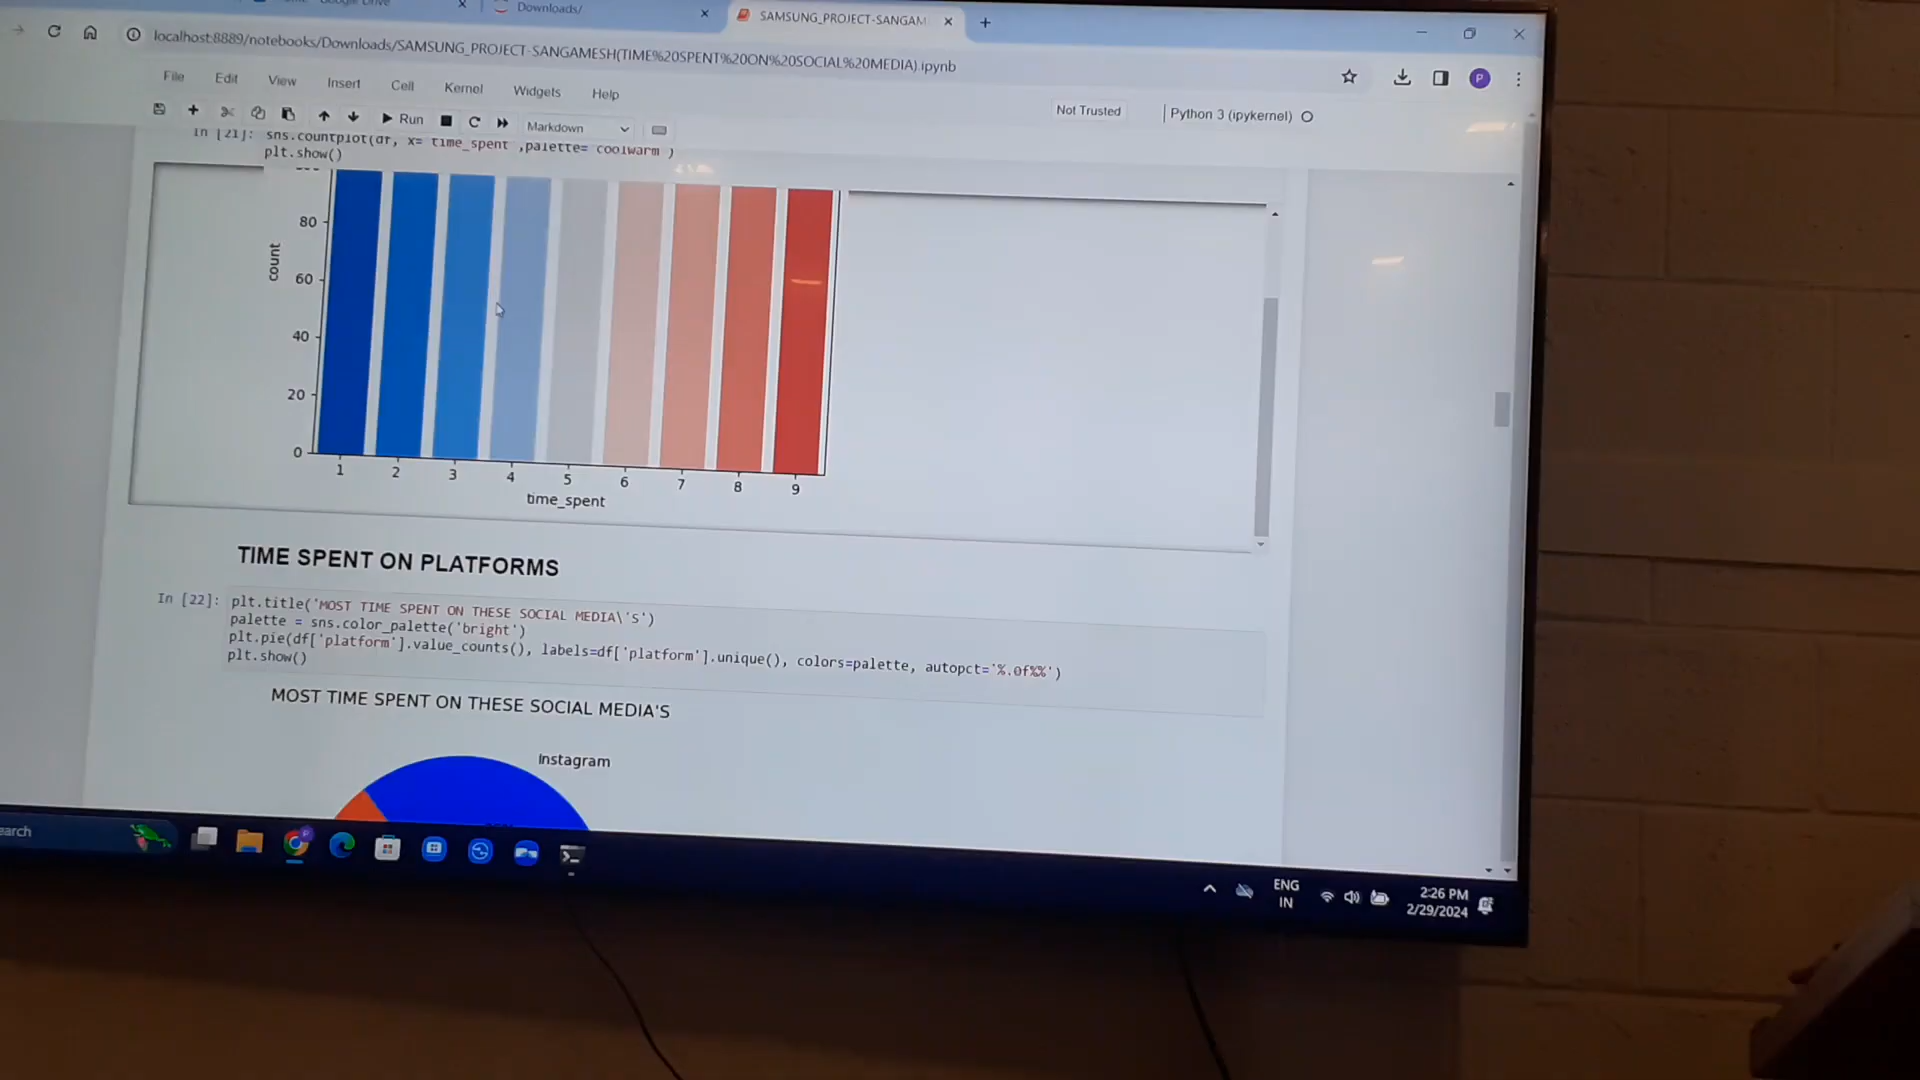 Downloads/
SAMSUNG_PROJECT-SANGAM
localhost:8889/notebooks/Downloads/SAMSUNG_PROJECT-SANGAMESH(TIME%20SPENT%20ON%20SOCIAL%20MEDIA).ipynb
P
File Edit View Insert Cell Kernel Widgets Help
Not Trusted Python 3 (ipykernel)
Run Markdown
In [21]: sns.countplot(df, x= time_spent ,palette= coolwarm )
plt.show()
80
60
40
20
0
count
1 2 3 4 5 6 7 8 9
time_spent
TIME SPENT ON PLATFORMS
In [22]: plt.title('MOST TIME SPENT ON THESE SOCIAL MEDIA\'S')
palette = sns.color_palette('bright')
plt.pie(df['platform'].value_counts(), labels=df['platform'].unique(), colors=palette, autopct='%.0f%%')
plt.show()
MOST TIME SPENT ON THESE SOCIAL MEDIA'S
Instagram
earch
ENG
IN
2:26 PM
2/29/2024